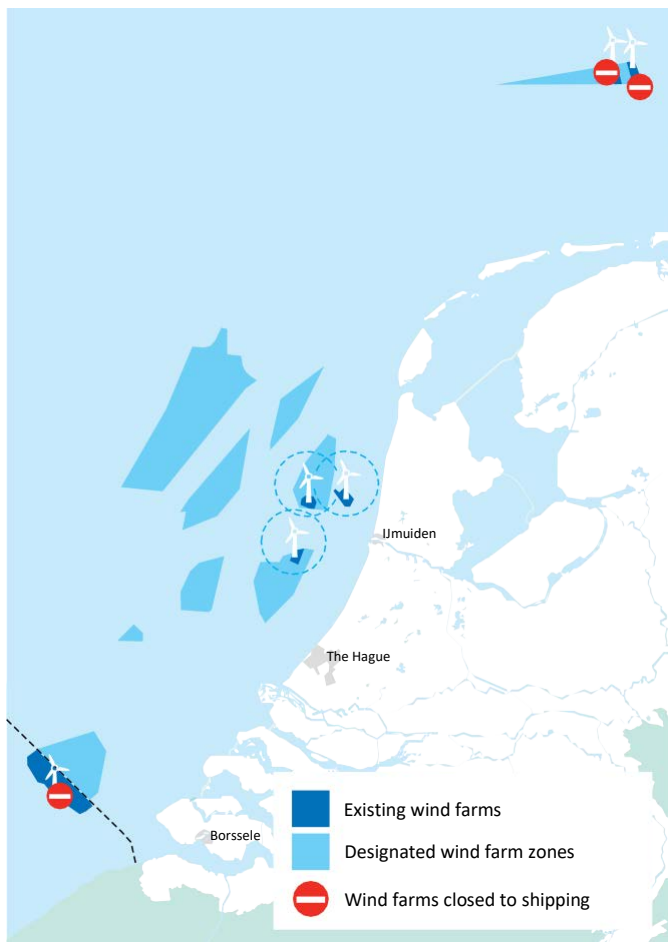 IJmuiden
The Hague
Borssele
Existing wind farms
Designated wind farm zones
Wind farms closed to shipping